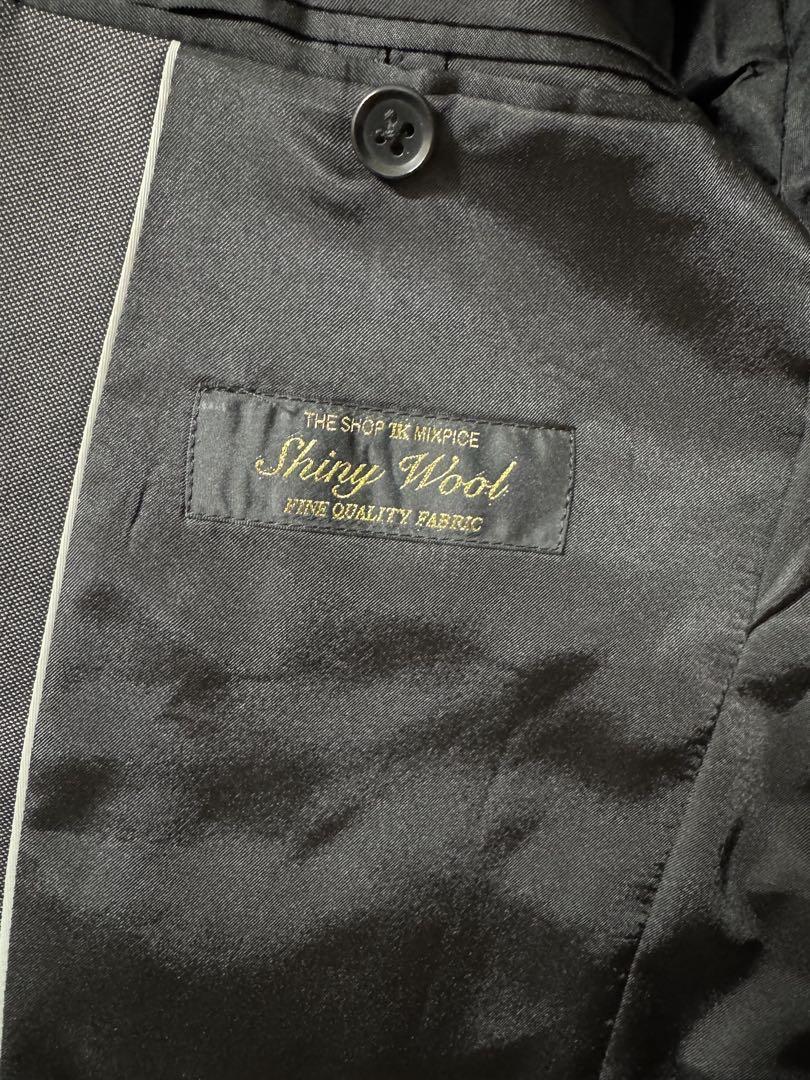 THE SHOP TK MIXPICE
Shiny Wool
FINE QUALITY FABRIC